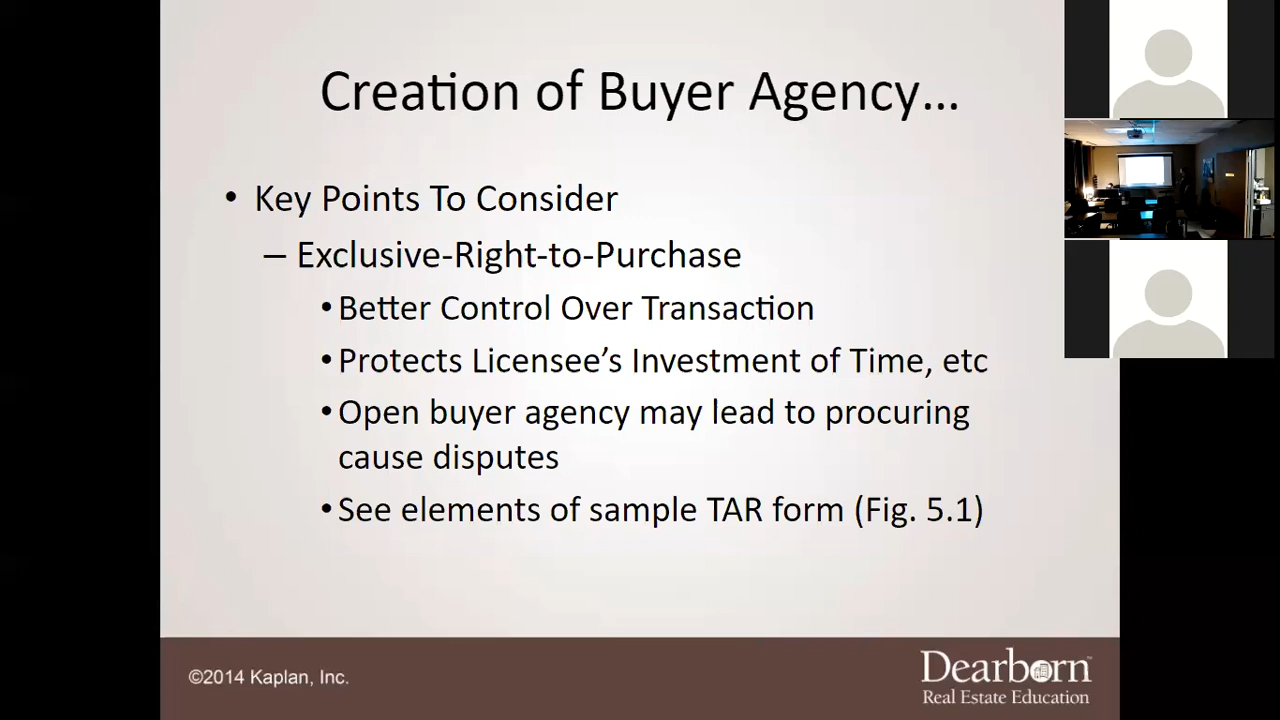 Creation of Buyer Agency…
• Key Points To Consider
– Exclusive-Right-to-Purchase
• Better Control Over Transaction
• Protects Licensee’s Investment of Time, etc
• Open buyer agency may lead to procuring
cause disputes
• See elements of sample TAR form (Fig. 5.1)
©2014 Kaplan, Inc.
Dearborn™
Real Estate Education